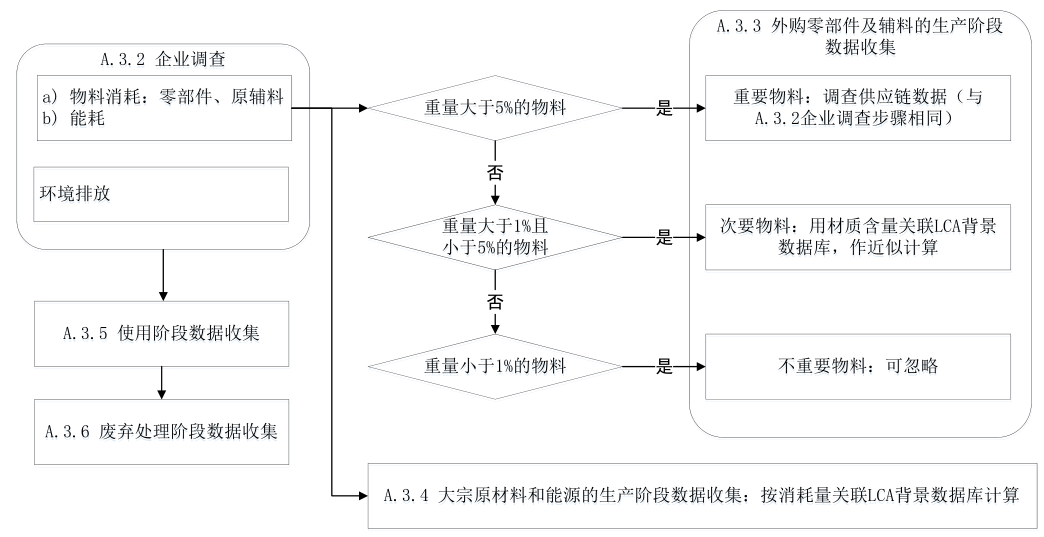 A.3.2 企业调查
a) 物料消耗：零部件、原辅料
b) 能耗
环境排放
A.3.5 使用阶段数据收集
A.3.6 废弃处理阶段数据收集
重量大于5%的物料
是
否
重量大于1%且
小于5%的物料
是
否
重量小于1%的物料
是
A.3.3 外购零部件及辅料的生产阶段
数据收集
重要物料：调查供应链数据（与
A.3.2企业调查步骤相同）
次要物料：用材质含量关联LCA背景
数据库，作近似计算
不重要物料：可忽略
A.3.4 大宗原材料和能源的生产阶段数据收集：按消耗量关联LCA背景数据库计算